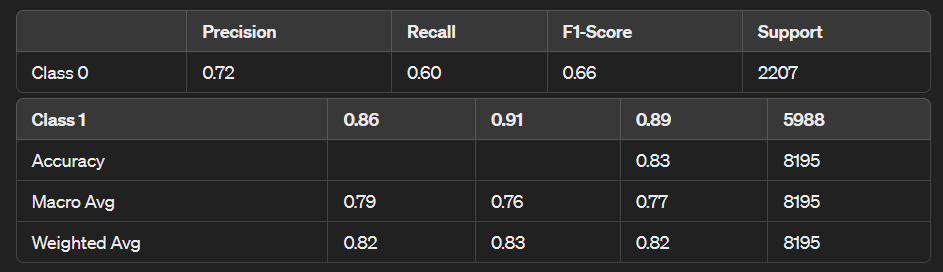 Precision Recall F1-Score Support
Class 0 0.72 0.60 0.66 2207
Class 1 0.86 0.91 0.89 5988
Accuracy 0.83 8195
Macro Avg 0.79 0.76 0.77 8195
Weighted Avg 0.82 0.83 0.82 8195